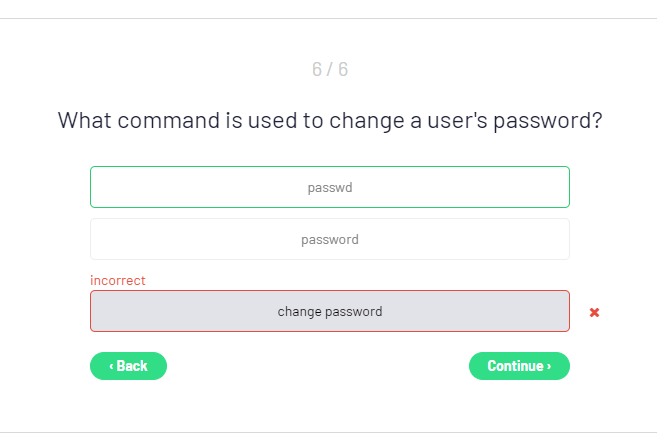 6 / 6
What command is used to change a user's password?
passwd
password
incorrect
change password
‹ Back
Continue ›